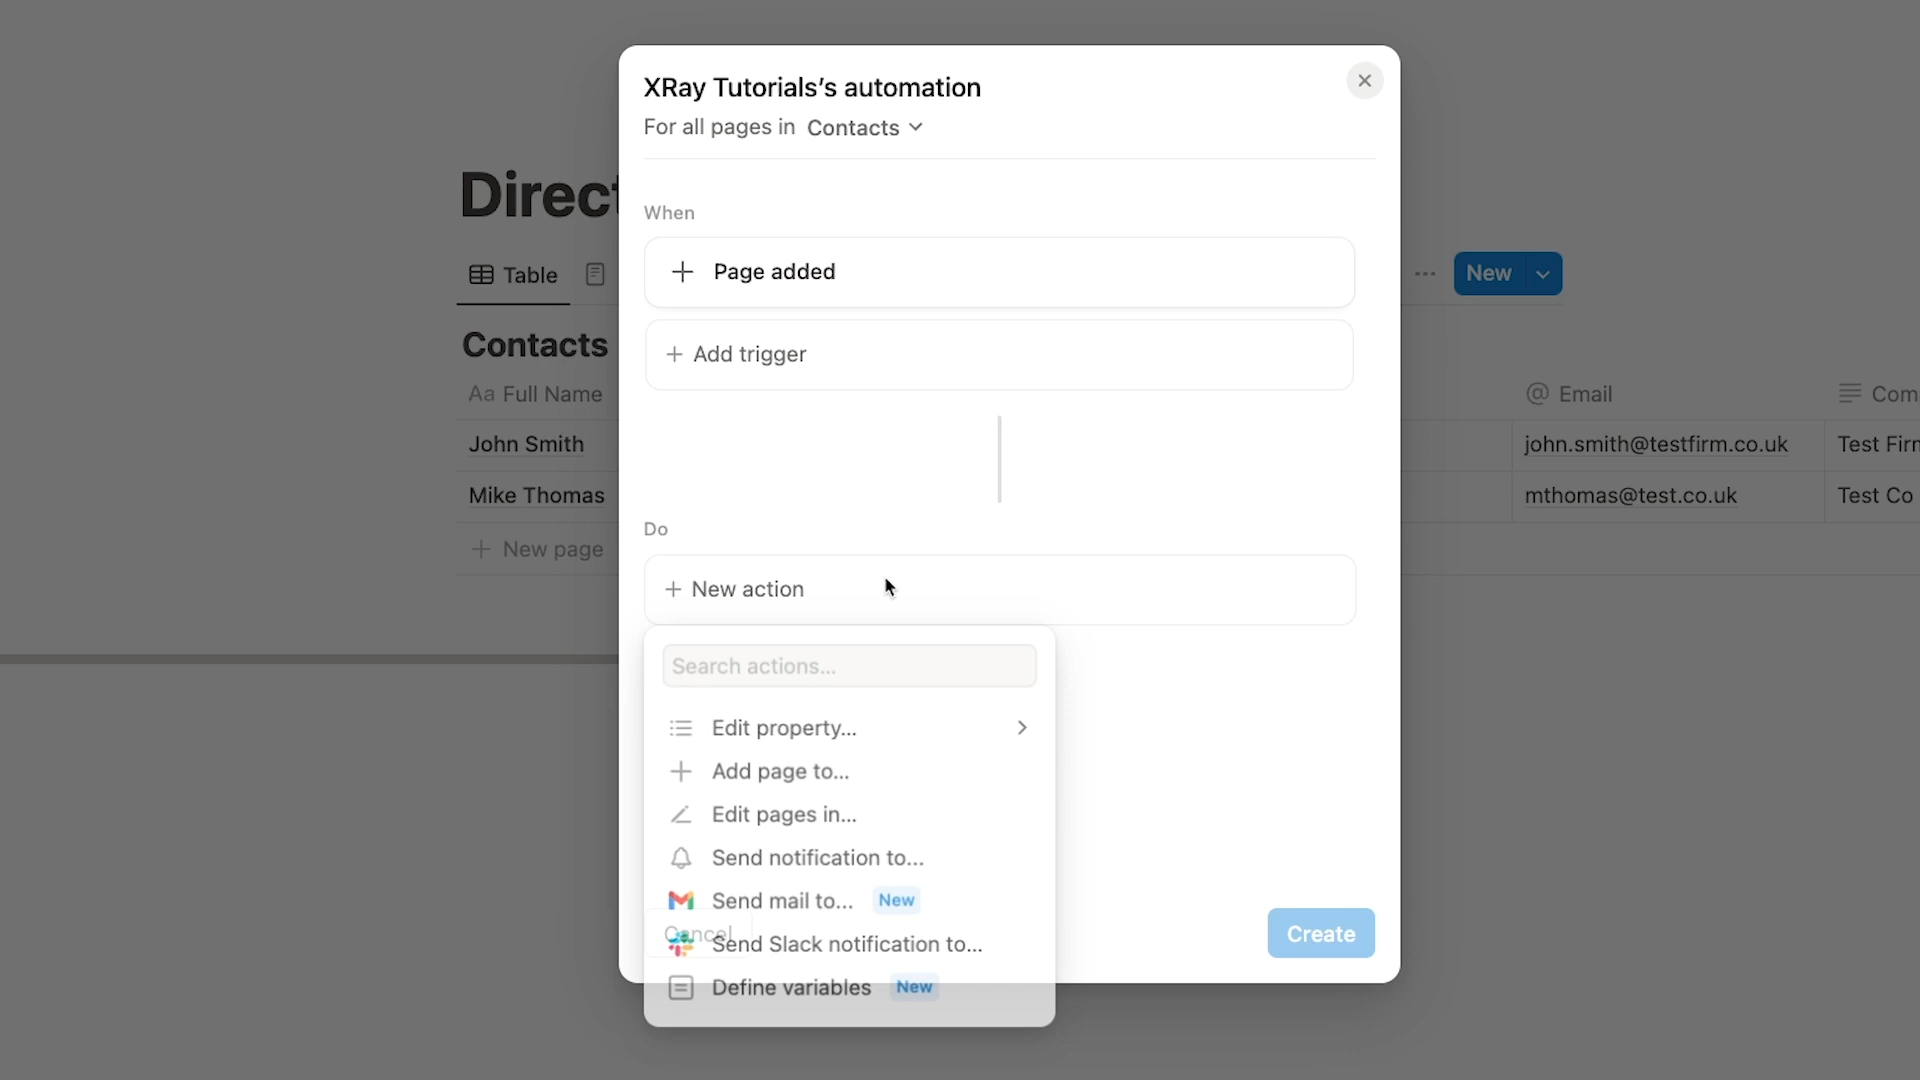 XRay Tutorials's automation
For all pages in Contacts
Direct
When
Page added
Table
New
Add trigger
Contacts
Aa Full Name
@ Email
Com
John Smith
john.smith@testfirm.co.uk
Test Firm
Mike Thomas
mthomas@test.co.uk
Test Co
Do
New page
New action
Search actions...
Edit property...
Add page to...
Edit pages in...
Send notification to...
Send mail to... New
Cancel
Create
Send Slack notification to...
Define variables New